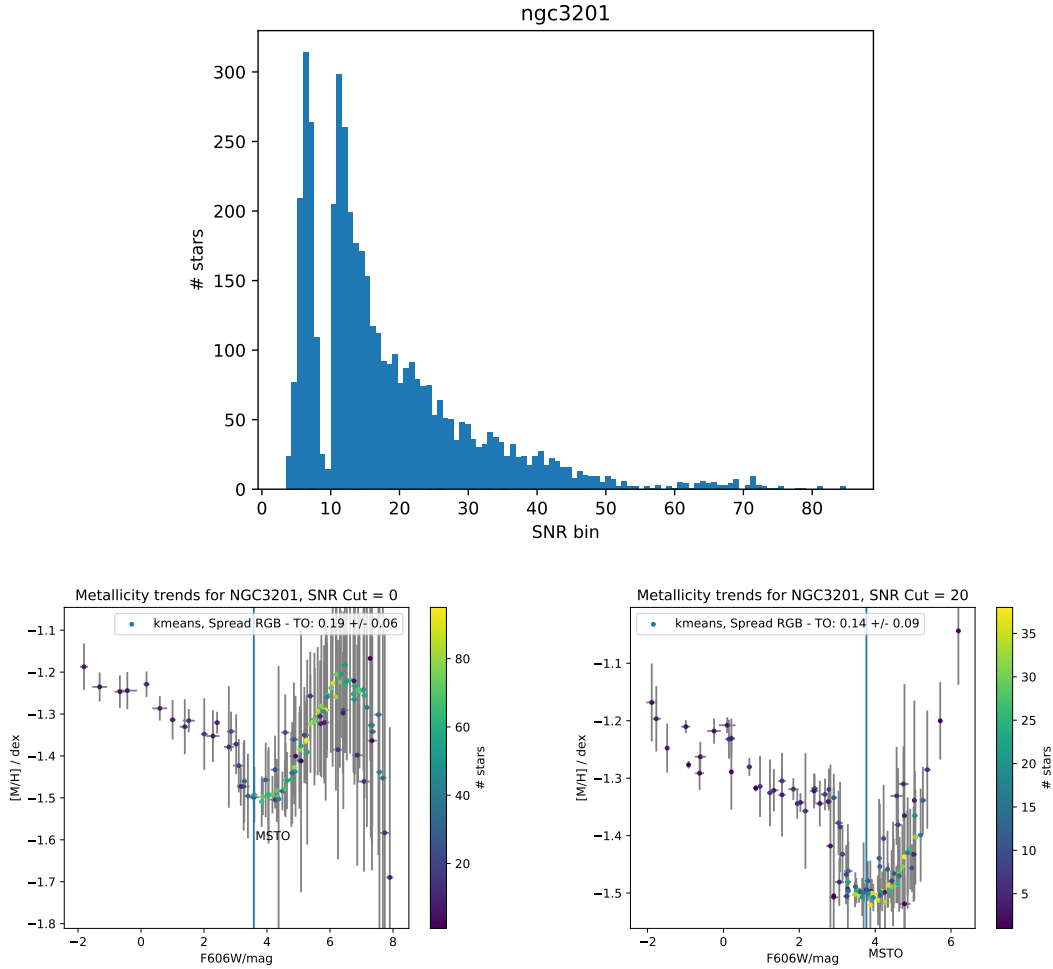 ngc3201
# stars
300
250
200
150
100
50
0
0 10 20 30 40 50 60 70 80
SNR bin
Metallicity trends for NGC3201, SNR Cut = 0
kmeans, Spread RGB - TO: 0.19 +/- 0.06
[M/H] / dex
−1.1
−1.2
−1.3
−1.4
−1.5
−1.6
−1.7
−1.8
MSTO
−2 0 2 4 6 8
F606W/mag
80
60
40
20
# stars
Metallicity trends for NGC3201, SNR Cut = 20
kmeans, Spread RGB - TO: 0.14 +/- 0.09
−1.1
−1.2
−1.3
−1.4
−1.5
[M/H] / dex
−2 0 2 4 6
F606W/mag
MSTO
35
30
25
20
15
10
5
# stars